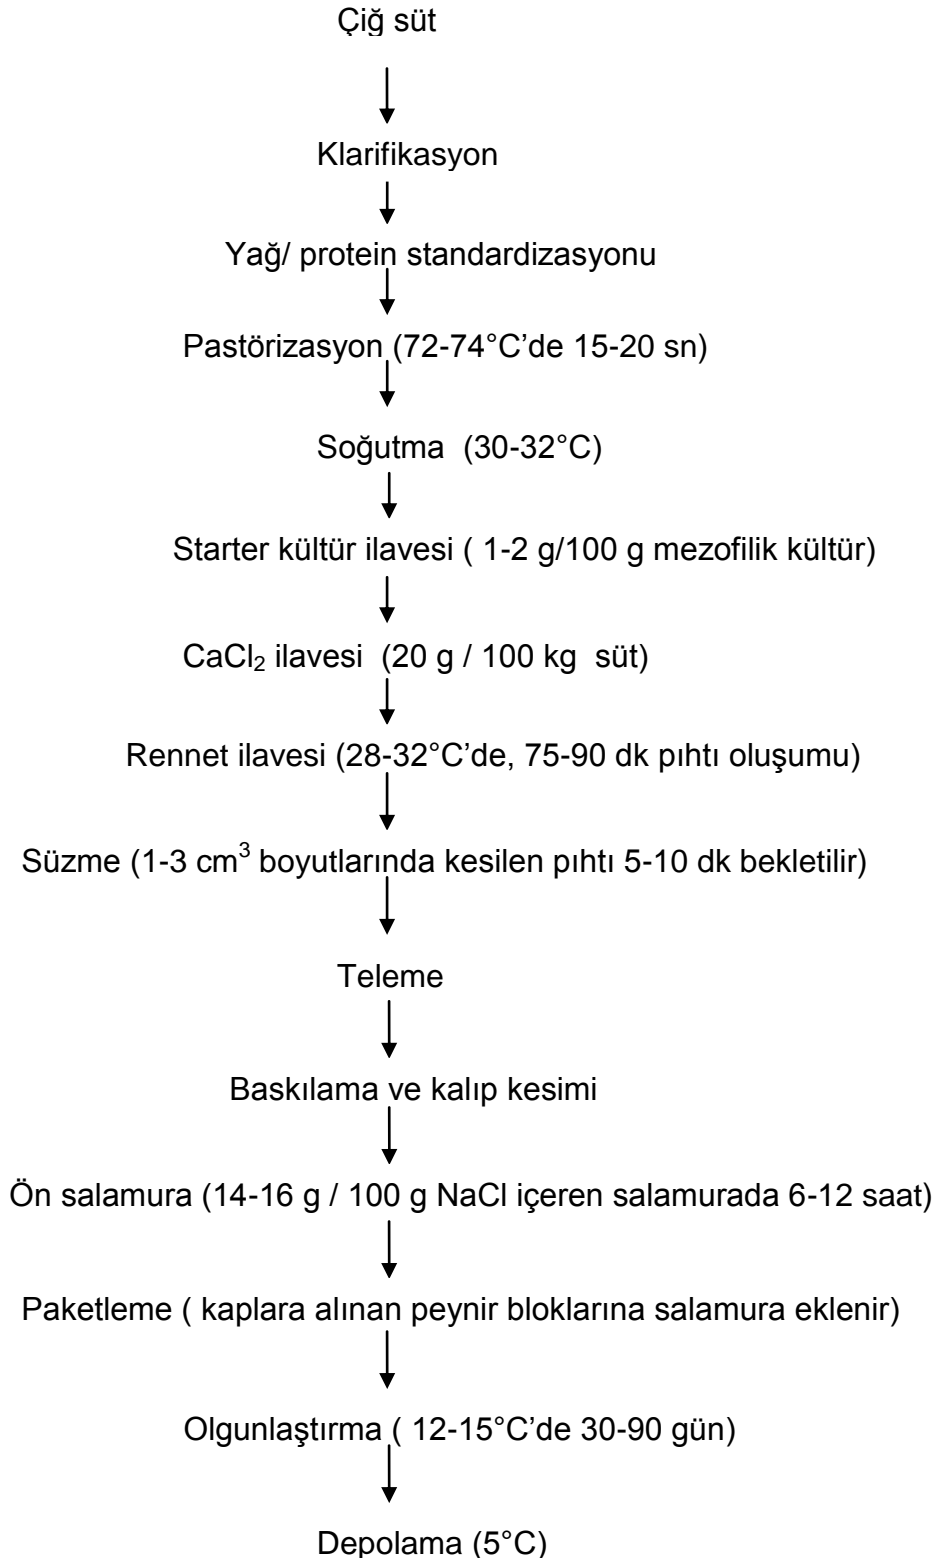 Çiğ süt
Klarifikasyon
Yağ/ protein standardizasyonu
Pastörizasyon (72-74°C’de 15-20 sn)
Soğutma  (30-32°C)
Starter kültür ilavesi ( 1-2 g/100 g mezofilik kültür)
CaCl₂ ilavesi  (20 g / 100 kg  süt)
Rennet ilavesi (28-32°C’de, 75-90 dk pıhtı oluşumu)
Süzme (1-3 cm³ boyutlarında kesilen pıhtı 5-10 dk bekletilir)
Teleme
Baskılama ve kalıp kesimi
Ön salamura (14-16 g / 100 g NaCl içeren salamurada 6-12 saat)
Paketleme ( kaplara alınan peynir bloklarına salamura eklenir)
Olgunlaştırma ( 12-15°C’de 30-90 gün)
Depolama (5°C)